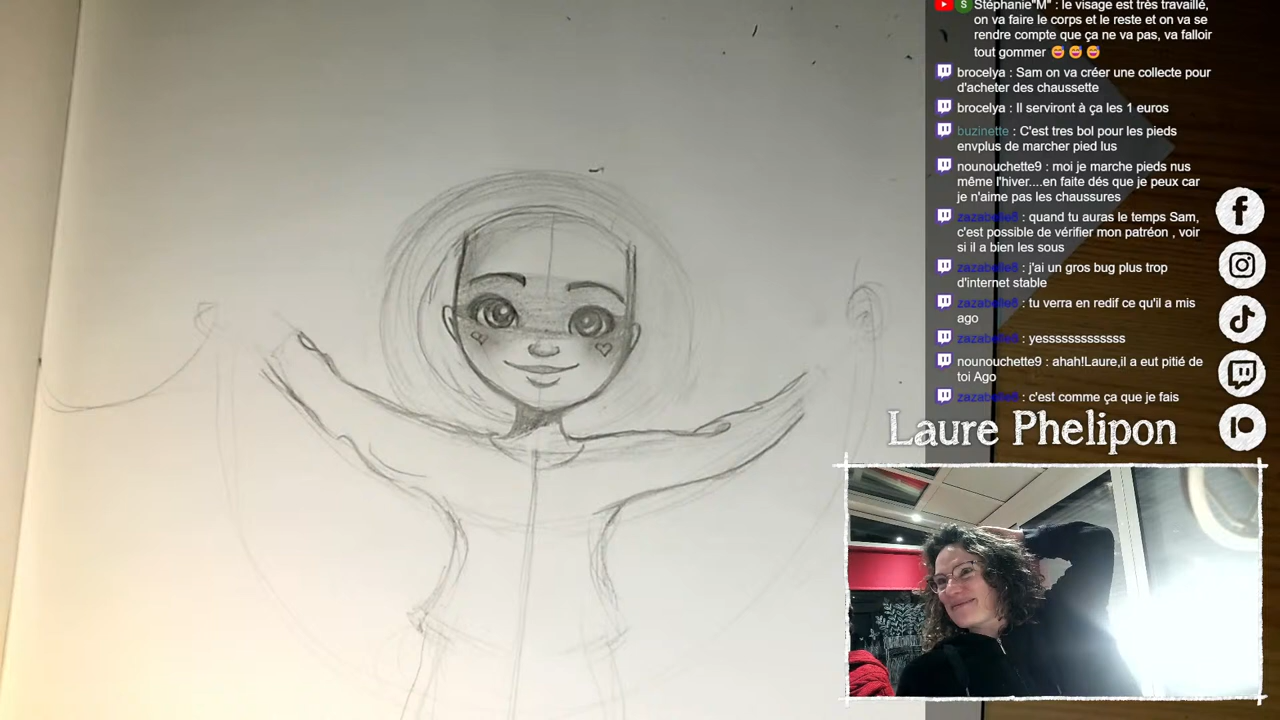 S Stéphanie"M" : le visage est très travaillé,
on va faire le corps et le reste et on va se
rendre compte que ça ne va pas, va falloir
tout gommer
brocelya : Sam on va créer une collecte pour
d'acheter des chaussette
brocelya : Il serviront à ça les 1 euros
buzinette : C'est tres bol pour les pieds
envplus de marcher pied lus
nounouchette9 : moi je marche pieds nus
même l'hiver....en faite dés que je peux car
je n'aime pas les chaussures
zazabelle8 : quand tu auras le temps Sam,
c'est possible de vérifier mon patréon , voir
si il a bien les sous
zazabelle8 : j'ai un gros bug plus trop
d'internet stable
zazabelle8 : tu verra en redif ce qu'il a mis
ago
zazabelle8 : yesssssssssssss
nounouchette9 : ahah!Laure,il a eut pitié de
toi Ago
zazabelle8 : c'est comme ça que je fais
Laure Phelipon